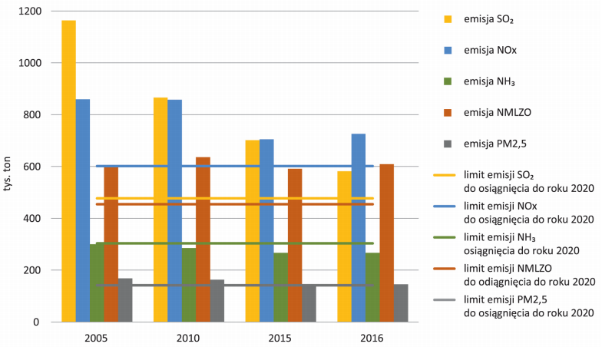 1200
1000
800
600
400
200
0
tys. ton
2005
2010
2015
2016
emisja SO₂
emisja NOx
emisja NH₃
emisja NMLZO
emisja PM2,5
limit emisji SO₂
do osiągnięcia do roku 2020
limit emisji NOx
do osiągnięcia do roku 2020
limit emisji NH₃
osiągnięcia do roku 2020
limit emisji NMLZO
do odiągnięcia do roku 2020
limit emisji PM2,5
do osiągnięcia do roku 2020